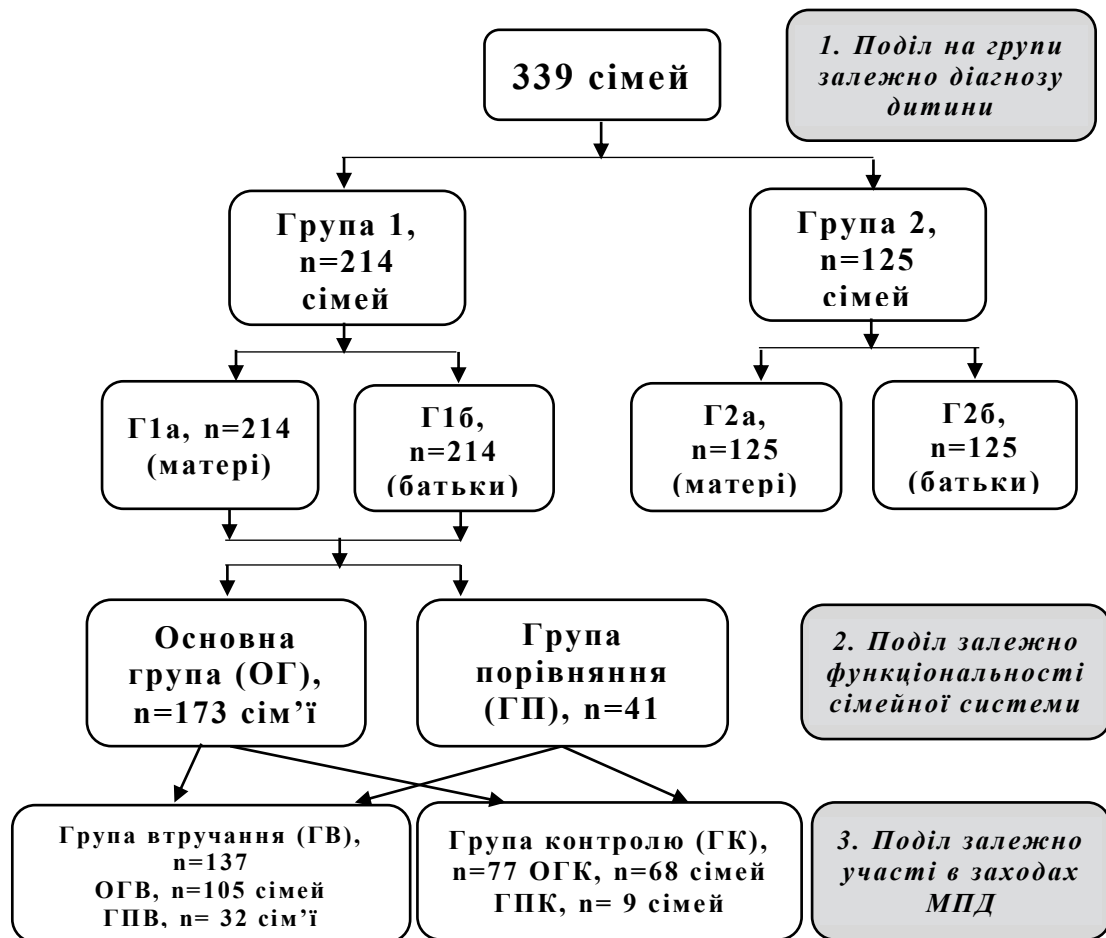 339 сімей
1. Поділ на групи
залежно діагнозу
дитини
Група 1,
n=214
сімей
Група 2,
n=125
сімей
Г1а, n=214
(матері)
Г1б,
n=214
(батьки)
Г2а,
n=125
(матері)
Г2б,
n=125
(батьки)
Основна
група (ОГ),
n=173 сім’ї
Група
порівняння
(ГП), n=41
2. Поділ залежно
функціональності
сімейної системи
Група втручання (ГВ),
n=137
ОГВ, n=105 сімей
ГПВ, n= 32 сім’ї
Група контролю (ГК),
n=77 ОГК, n=68 сімей
ГПК, n= 9 сімей
3. Поділ залежно
участі в заходах
МПД